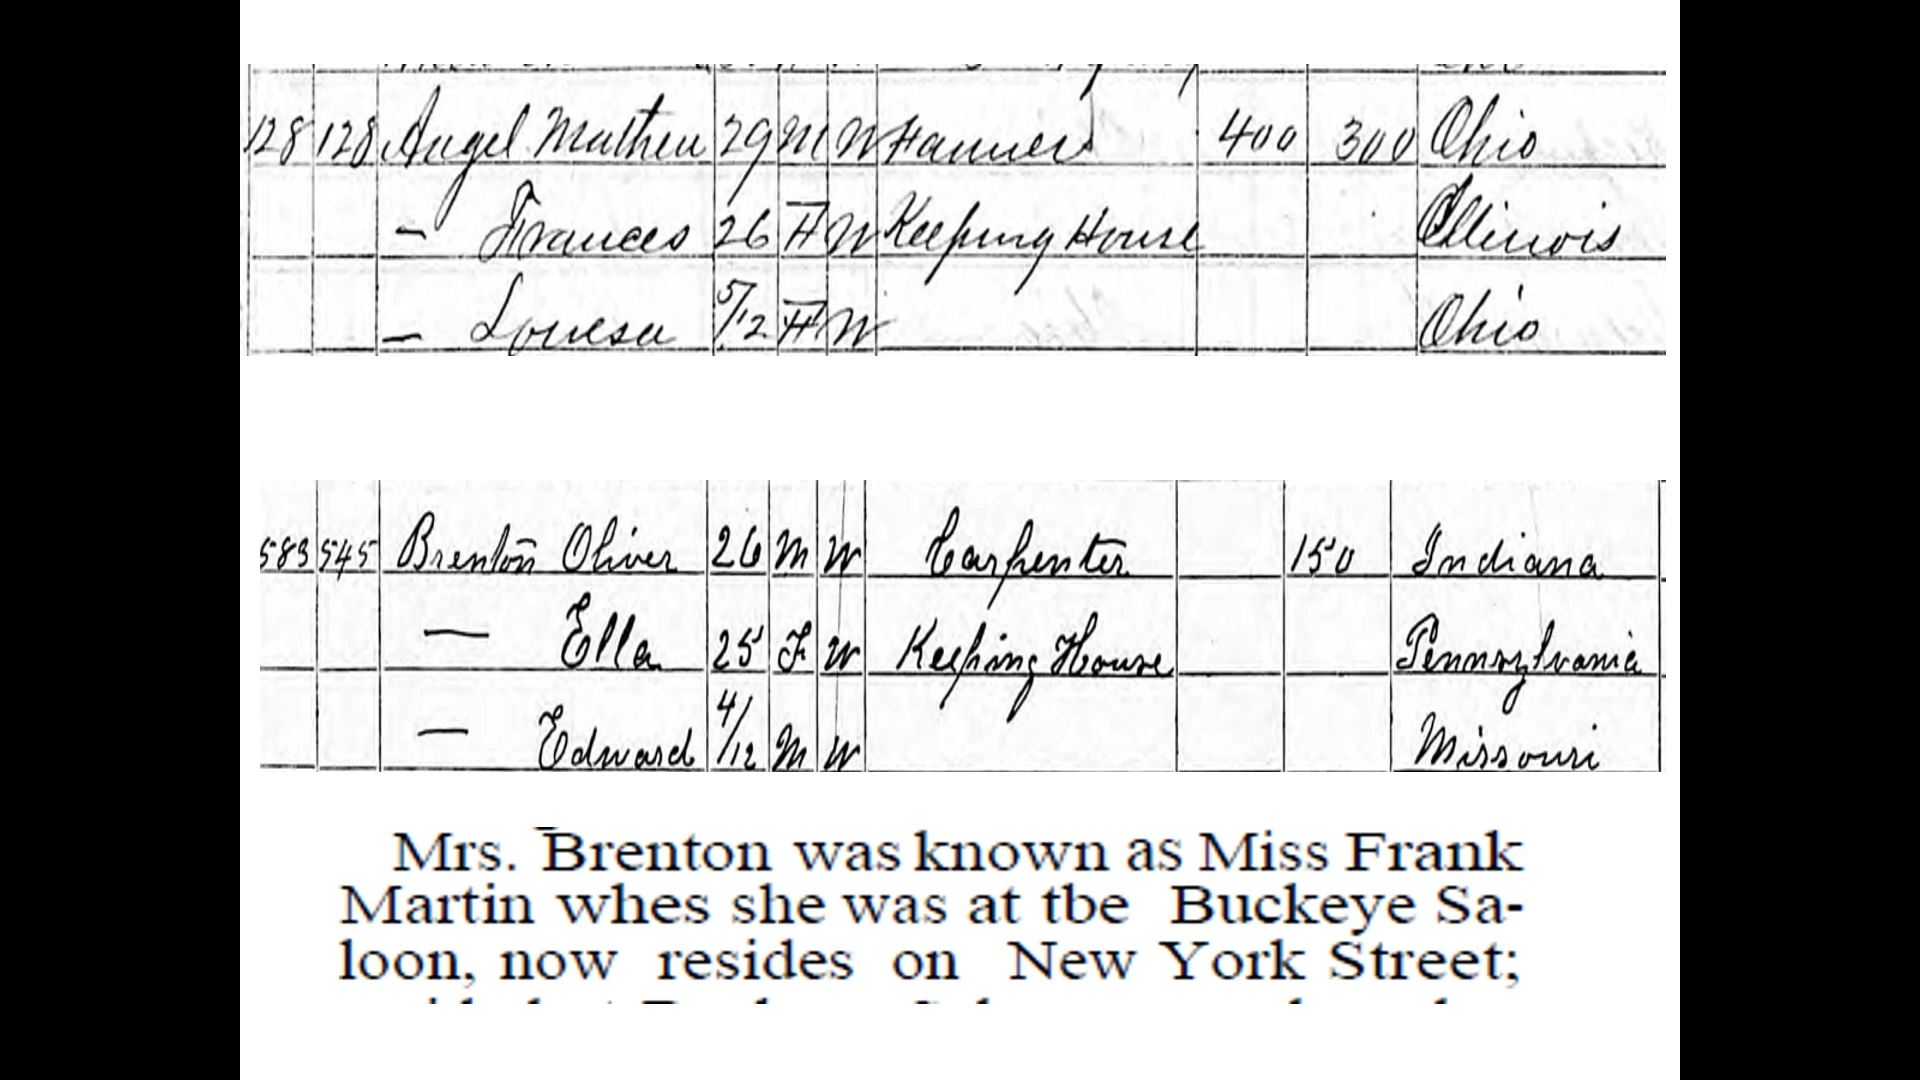 128 128 Angel Mathew 29 M W Farmer 400 300 Ohio
— Frances 26 F W Keeping House Illinois
— Louesa 5/12 F W Ohio
583 545 Brenton Oliver 26 M W Carpenter 150 Indiana
— Ella 25 F W Keeping House Pennsylvania
— Edward 4/12 M W Missouri
Mrs. Brenton was known as Miss Frank
Martin whes she was at tbe Buckeye Sa-
loon, now resides on New York Street;